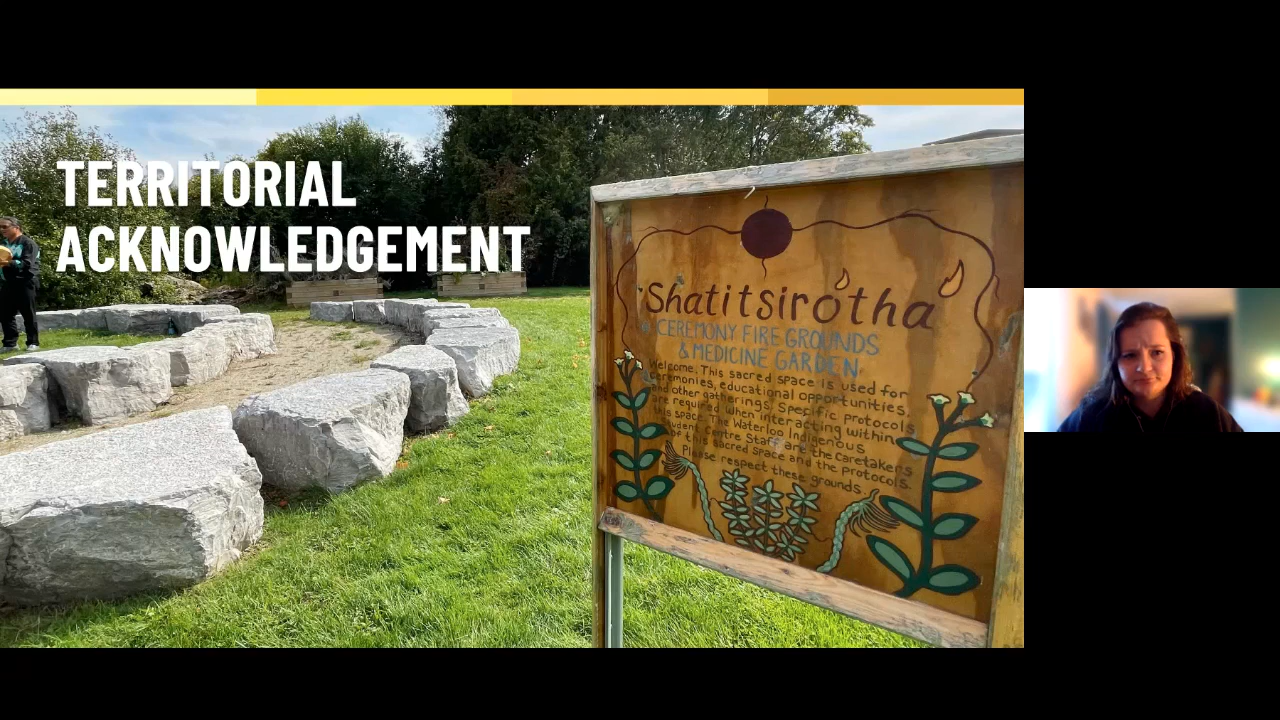 TERRITORIAL
ACKNOWLEDGEMENT
Shatitsirótha'
CEREMONY FIRE GROUNDS
& MEDICINE GARDEN
Welcome. This sacred space is used for
ceremonies, educational opportunities,
and other gatherings. Specific protocols
are required when interacting within
this space. The Waterloo Indigenous
Student Centre Staff are the caretakers
of this sacred space and the protocols.
Please respect these grounds.